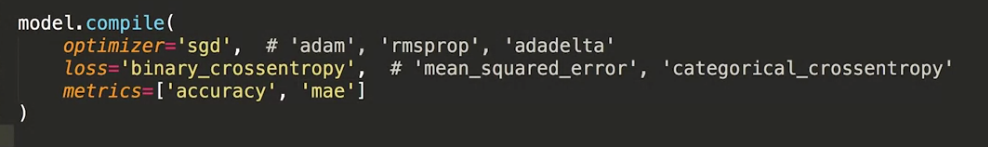 model.compile(
    optimizer='sgd',  # 'adam', 'rmsprop', 'adadelta'
    loss='binary_crossentropy',  # 'mean_squared_error', 'categorical_crossentropy'
    metrics=['accuracy', 'mae']
)